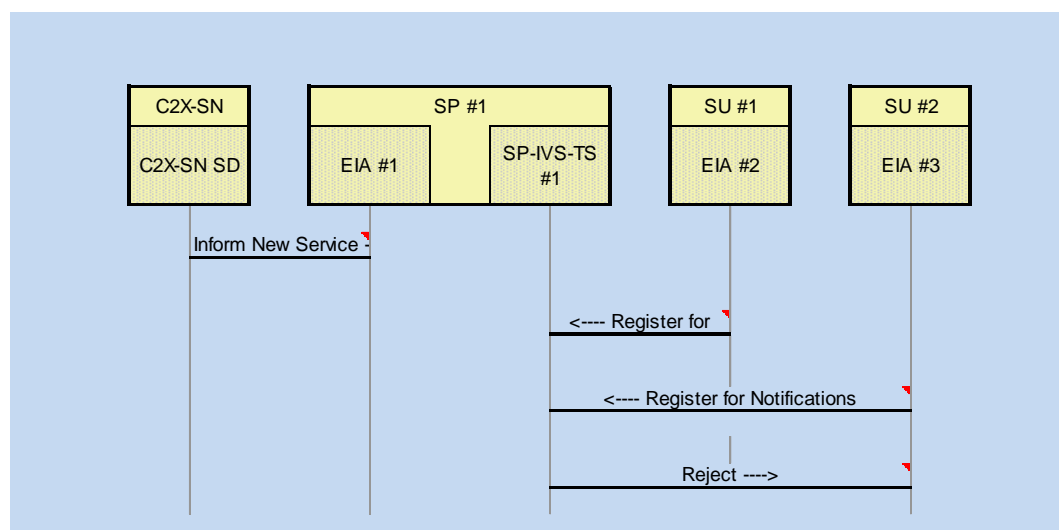 C2X-SN
SP #1
SU #1
SU #2
C2X-SN SD
EIA #1
SP-IVS-TS
#1
EIA #2
EIA #3
Inform New Service -
<---- Register for
<---- Register for Notifications
Reject ---->